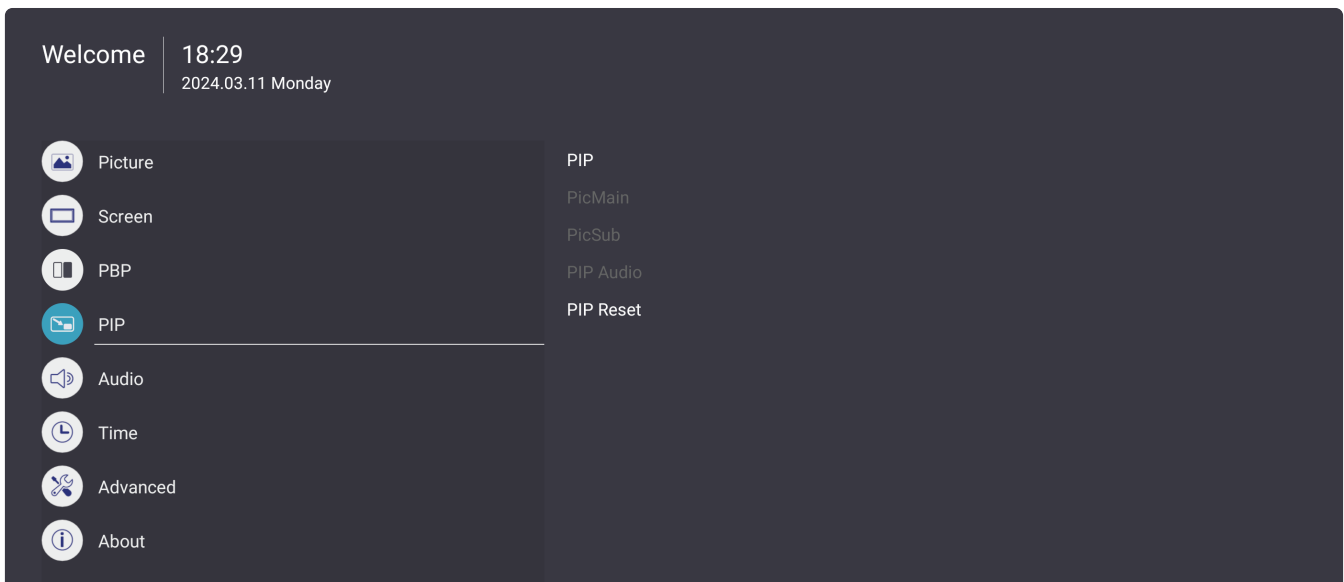 Welcome
18:29
2024.03.11 Monday
Picture
Screen
PBP
PIP
Audio
Time
Advanced
About
PIP
PicMain
PicSub
PIP Audio
PIP Reset